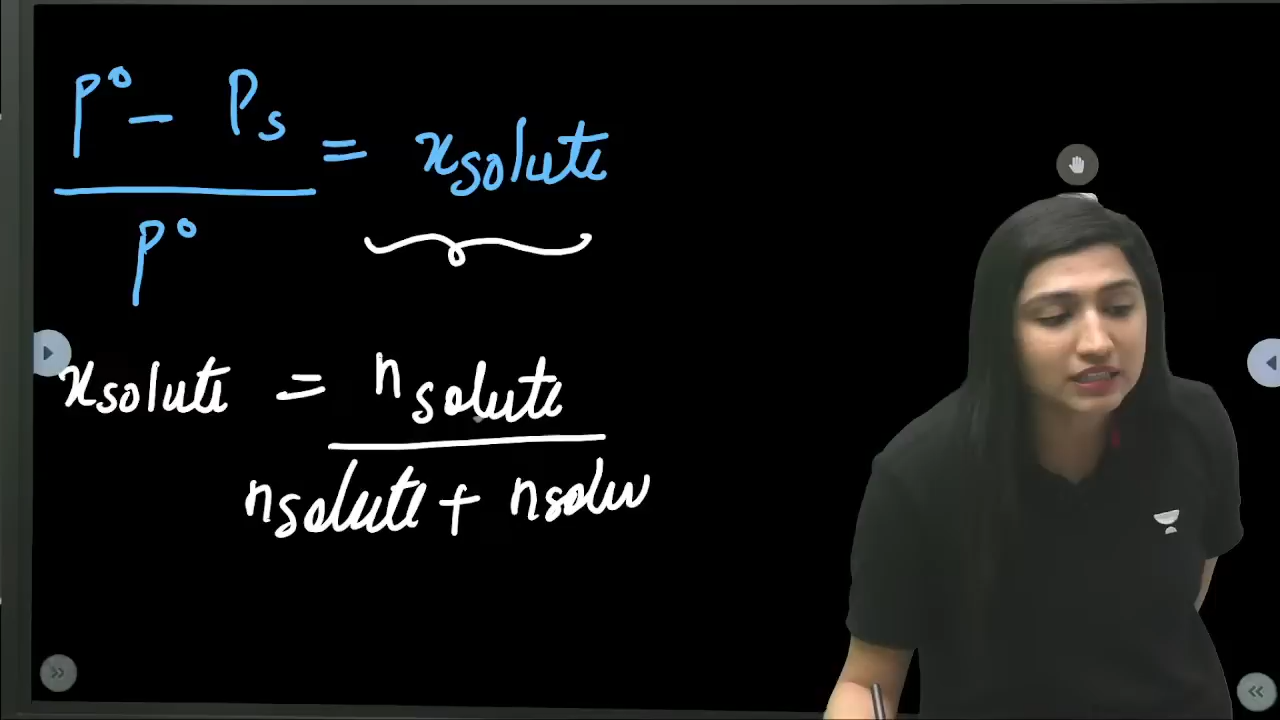 P° - Ps = xsolute
P°
xsolute = nsolute
nsolute + nsolv